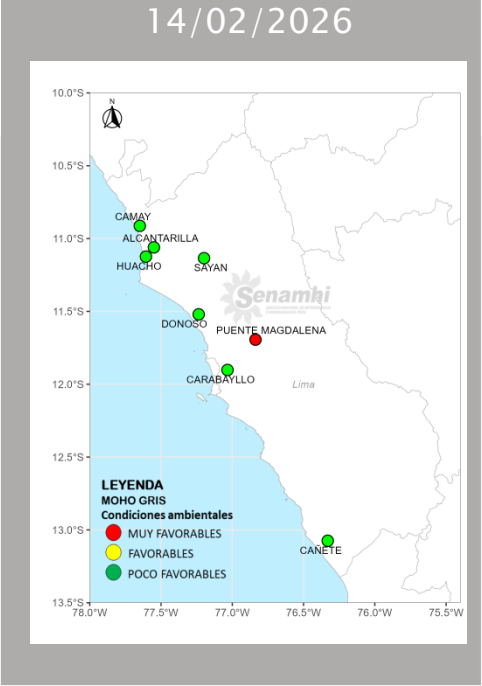 14/02/2026
10.0°S
N
10.5°S
CAMAY
ALCANTARILLA
11.0°S
HUACHO
SAYAN
Senamhi
11.5°S
DONOSO
PUENTE MAGDALENA
CARABAYLLO
12.0°S
Lima
12.5°S
LEYENDA
MOHO GRIS
Condiciones ambientales
MUY FAVORABLES
13.0°S
CAÑETE
FAVORABLES
POCO FAVORABLES
13.5°S
78.0°W 77.5°W 77.0°W 76.5°W 76.0°W 75.5°W